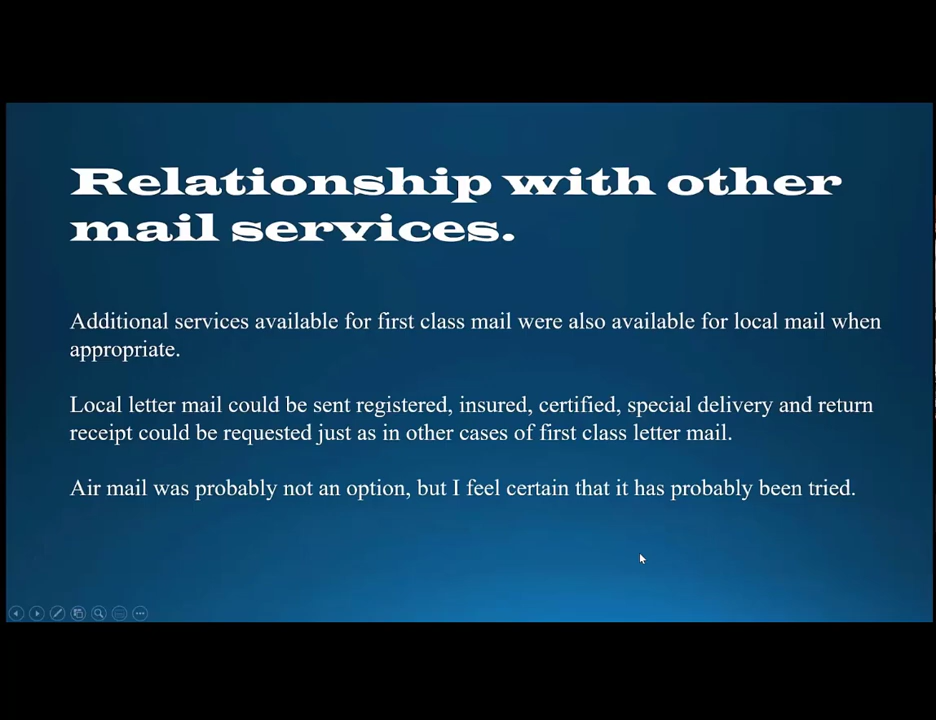 Relationship with other
mail services.
Additional services available for first class mail were also available for local mail when
appropriate.
Local letter mail could be sent registered, insured, certified, special delivery and return
receipt could be requested just as in other cases of first class letter mail.
Air mail was probably not an option, but I feel certain that it has probably been tried.